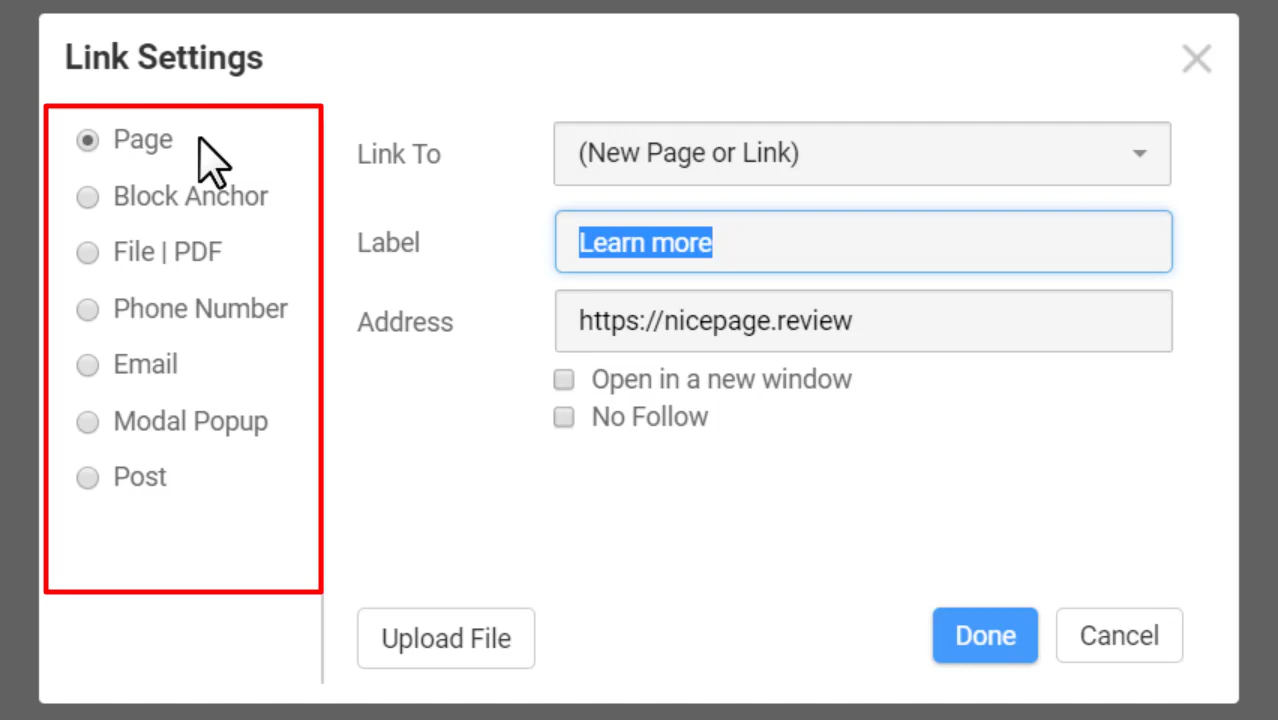 Link Settings
Page
Block Anchor
File | PDF
Phone Number
Email
Modal Popup
Post
Link To
(New Page or Link)
Label
Learn more
Address
https://nicepage.review
Open in a new window
No Follow
Upload File
Done
Cancel